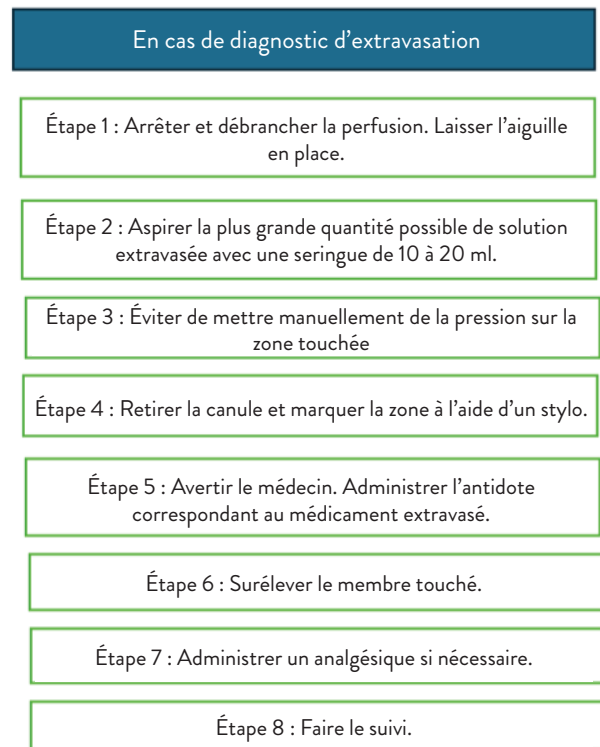 En cas de diagnostic d’extravasation
Étape 1 : Arrêter et débrancher la perfusion. Laisser l’aiguille
en place.
Étape 2 : Aspirer la plus grande quantité possible de solution
extravasée avec une seringue de 10 à 20 ml.
Étape 3 : Éviter de mettre manuellement de la pression sur la
zone touchée
Étape 4 : Retirer la canule et marquer la zone à l’aide d’un stylo.
Étape 5 : Avertir le médecin. Administrer l’antidote
correspondant au médicament extravasé.
Étape 6 : Surélever le membre touché.
Étape 7 : Administrer un analgésique si nécessaire.
Étape 8 : Faire le suivi.